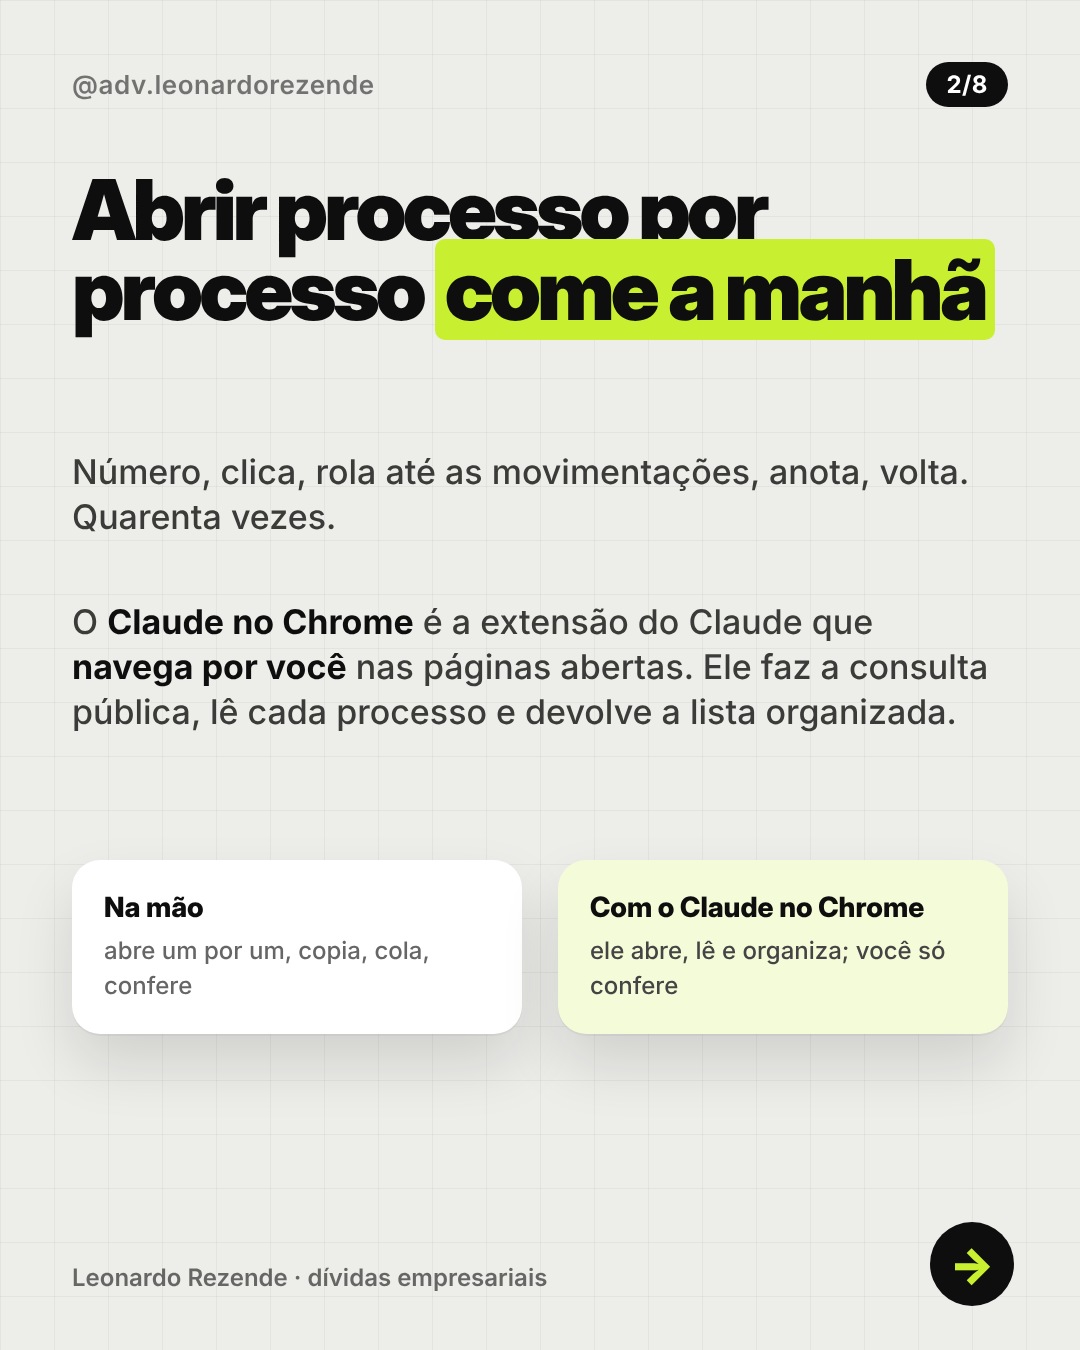 @adv.leonardorezende
2/8
Abrir processo por
processo come a manhã
Número, clica, rola até as movimentações, anota, volta.
Quarenta vezes.
O Claude no Chrome é a extensão do Claude que
navega por você nas páginas abertas. Ele faz a consulta
pública, lê cada processo e devolve a lista organizada.
Na mão
abre um por um, copia, cola,
confere
Com o Claude no Chrome
ele abre, lê e organiza; você só
confere
Leonardo Rezende · dívidas empresariais